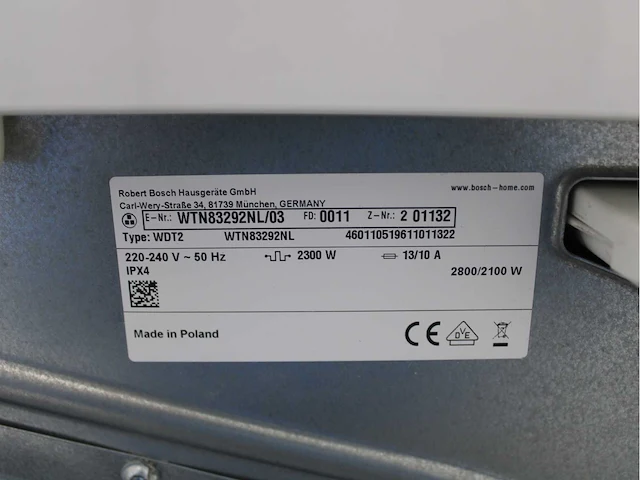 Robert Bosch Hausgeräte GmbH
Carl-Wery-Straße 34, 81739 München, GERMANY
www.bosch-home.com
E-Nr.: WTN83292NL/03 FD: 0011 Z-Nr.: 2 01132
Type: WDT2 WTN83292NL 460110519611011322
220-240 V ~ 50 Hz 2300 W 13/10 A
IPX4 2800/2100 W
Made in Poland CE DVE